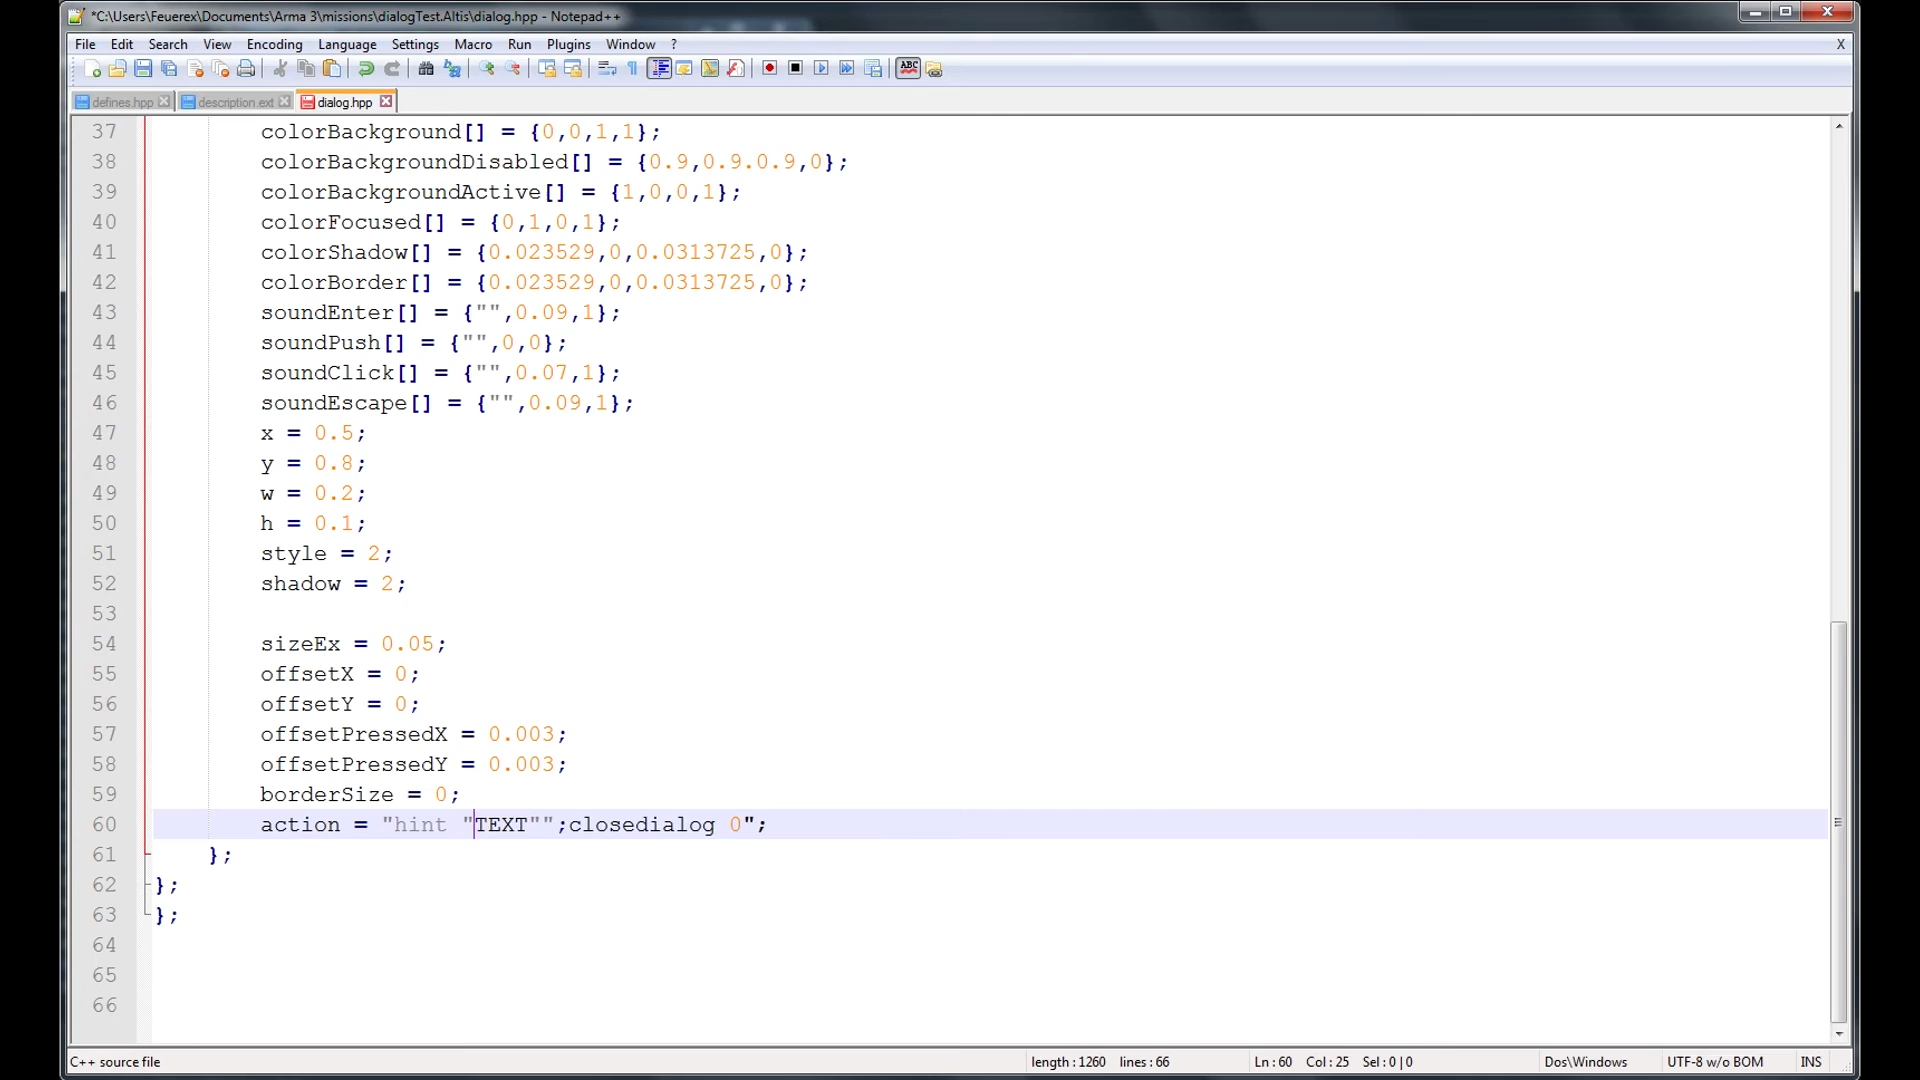 *C:\Users\Feuerex\Documents\Arma 3\missions\dialogTest.Altis\dialog.hpp - Notepad++
File Edit Search View Encoding Language Settings Macro Run Plugins Window ? X
ABC
defines.hpp description.ext dialog.hpp
37 colorBackground[] = {0,0,1,1};
38 colorBackgroundDisabled[] = {0.9,0.9.0.9,0};
39 colorBackgroundActive[] = {1,0,0,1};
40 colorFocused[] = {0,1,0,1};
41 colorShadow[] = {0.023529,0,0.0313725,0};
42 colorBorder[] = {0.023529,0,0.0313725,0};
43 soundEnter[] = {"",0.09,1};
44 soundPush[] = {"",0,0};
45 soundClick[] = {"",0.07,1};
46 soundEscape[] = {"",0.09,1};
47 x = 0.5;
48 y = 0.8;
49 w = 0.2;
50 h = 0.1;
51 style = 2;
52 shadow = 2;
53
54 sizeEx = 0.05;
55 offsetX = 0;
56 offsetY = 0;
57 offsetPressedX = 0.003;
58 offsetPressedY = 0.003;
59 borderSize = 0;
60 action = "hint "TEXT"";closedialog 0";
61 };
62 };
63 };
64
65
66
C++ source file length : 1260 lines : 66 Ln : 60 Col : 25 Sel : 0 | 0 Dos\Windows UTF-8 w/o BOM INS